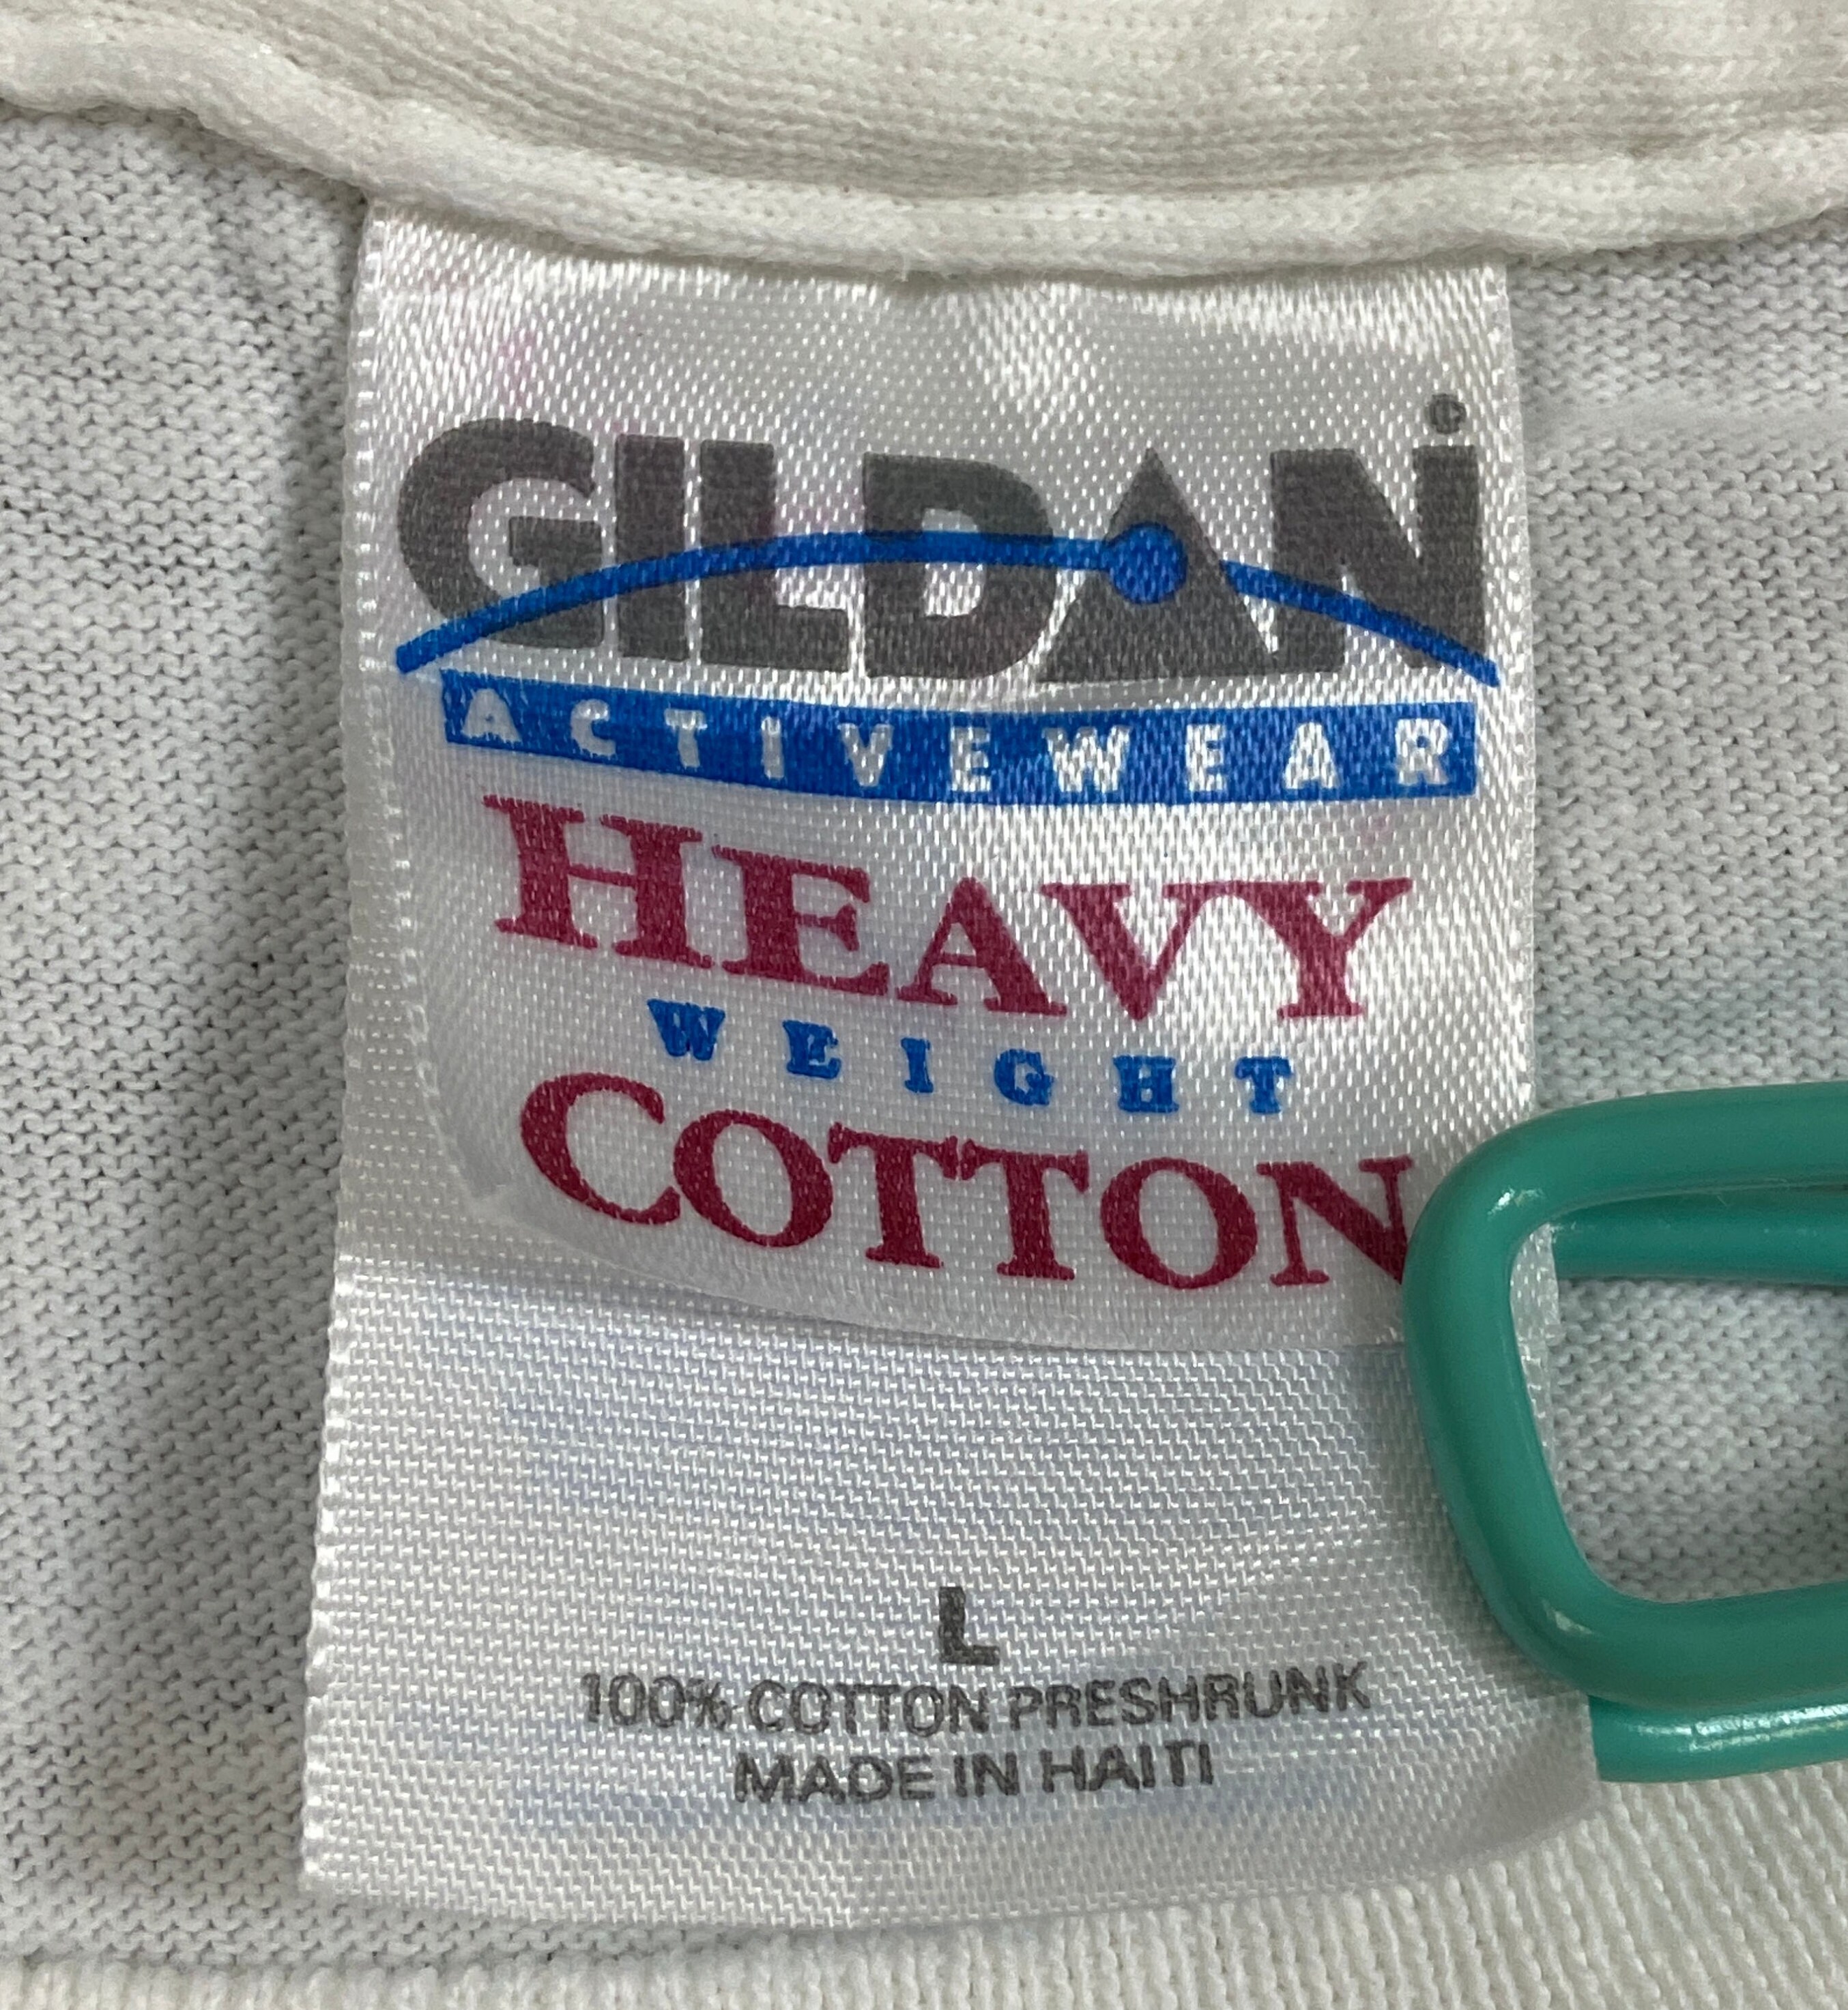 GILDAN©
ACTIVEWEAR
HEAVY
WEIGHT
COTTON
L
100% COTTON PRESHRUNK
MADE IN HAITI